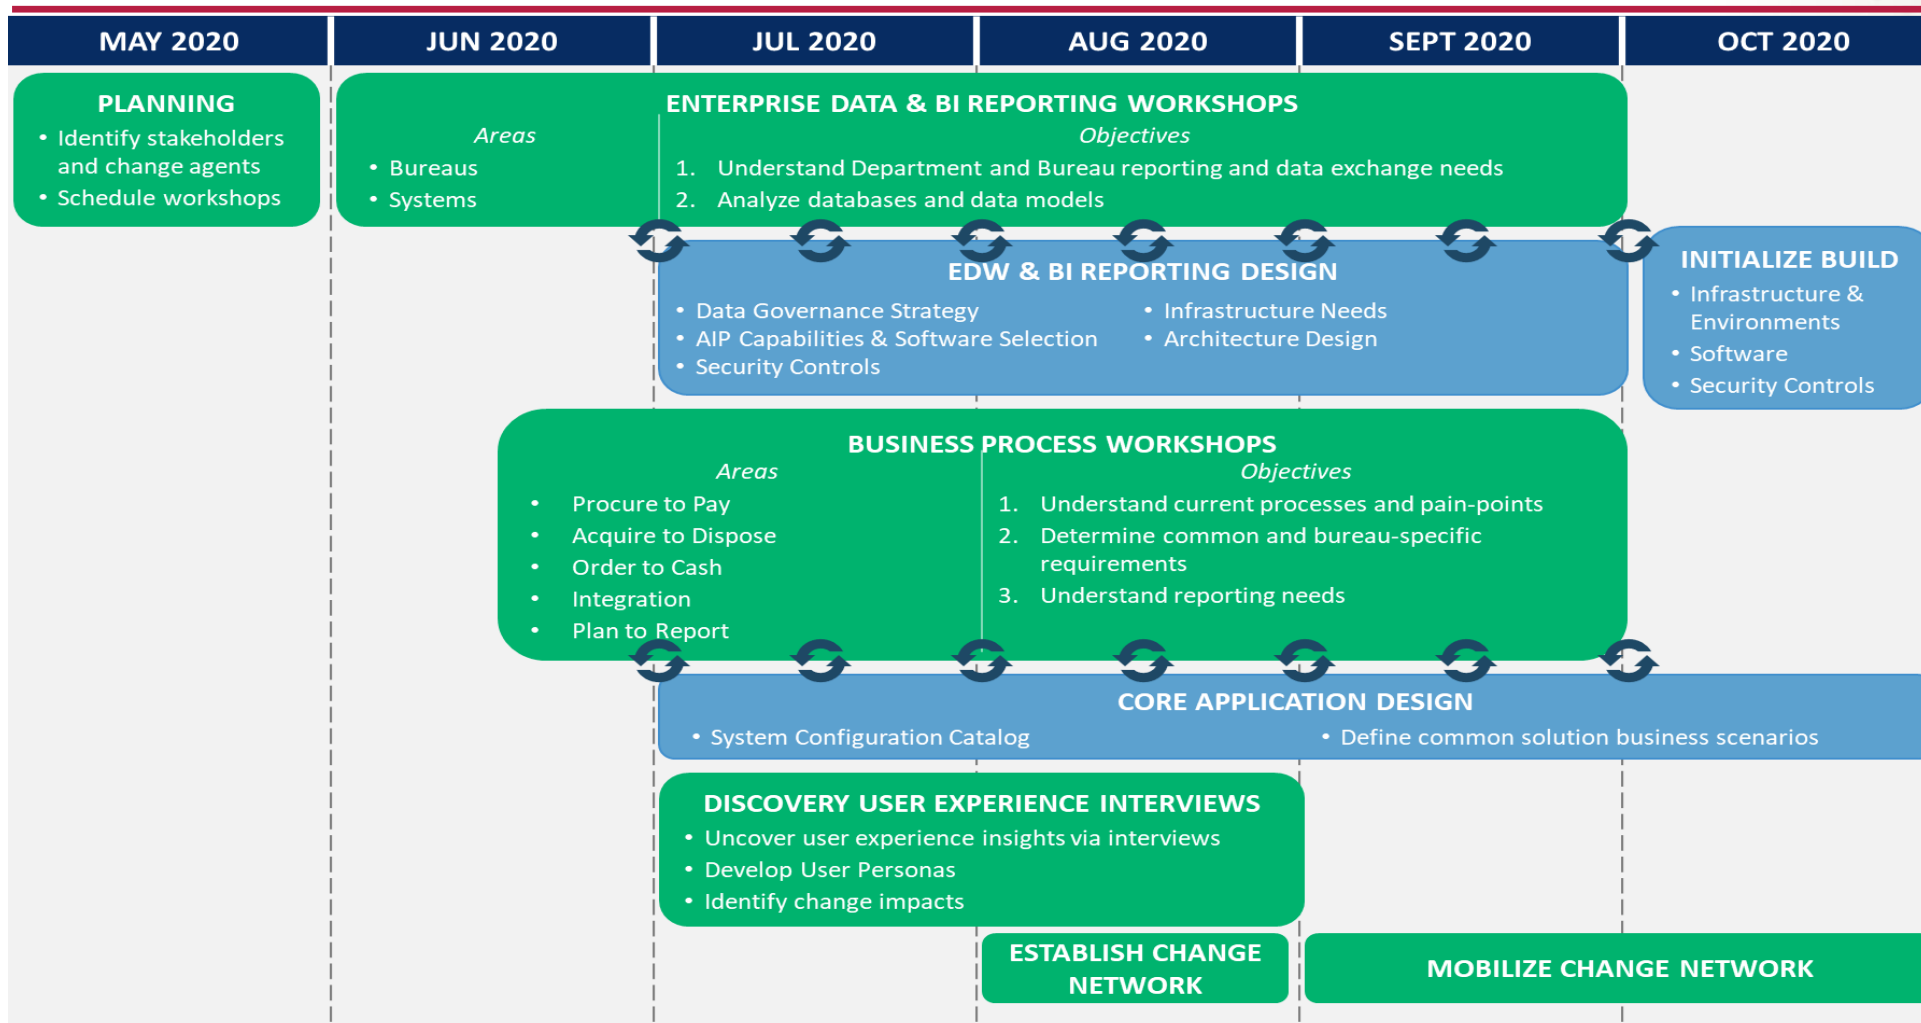 MAY 2020
JUN 2020
JUL 2020
AUG 2020
SEPT 2020
OCT 2020
PLANNING
• Identify stakeholders
and change agents
• Schedule workshops
ENTERPRISE DATA & BI REPORTING WORKSHOPS
Areas
• Bureaus
• Systems
Objectives
1. Understand Department and Bureau reporting and data exchange needs
2. Analyze databases and data models
EDW & BI REPORTING DESIGN
• Data Governance Strategy
• AIP Capabilities & Software Selection
• Security Controls
• Infrastructure Needs
• Architecture Design
INITIALIZE BUILD
• Infrastructure &
Environments
• Software
• Security Controls
BUSINESS PROCESS WORKSHOPS
Areas
• Procure to Pay
• Acquire to Dispose
• Order to Cash
• Integration
• Plan to Report
Objectives
1. Understand current processes and pain-points
2. Determine common and bureau-specific
requirements
3. Understand reporting needs
CORE APPLICATION DESIGN
• System Configuration Catalog
• Define common solution business scenarios
DISCOVERY USER EXPERIENCE INTERVIEWS
• Uncover user experience insights via interviews
• Develop User Personas
• Identify change impacts
ESTABLISH CHANGE
NETWORK
MOBILIZE CHANGE NETWORK